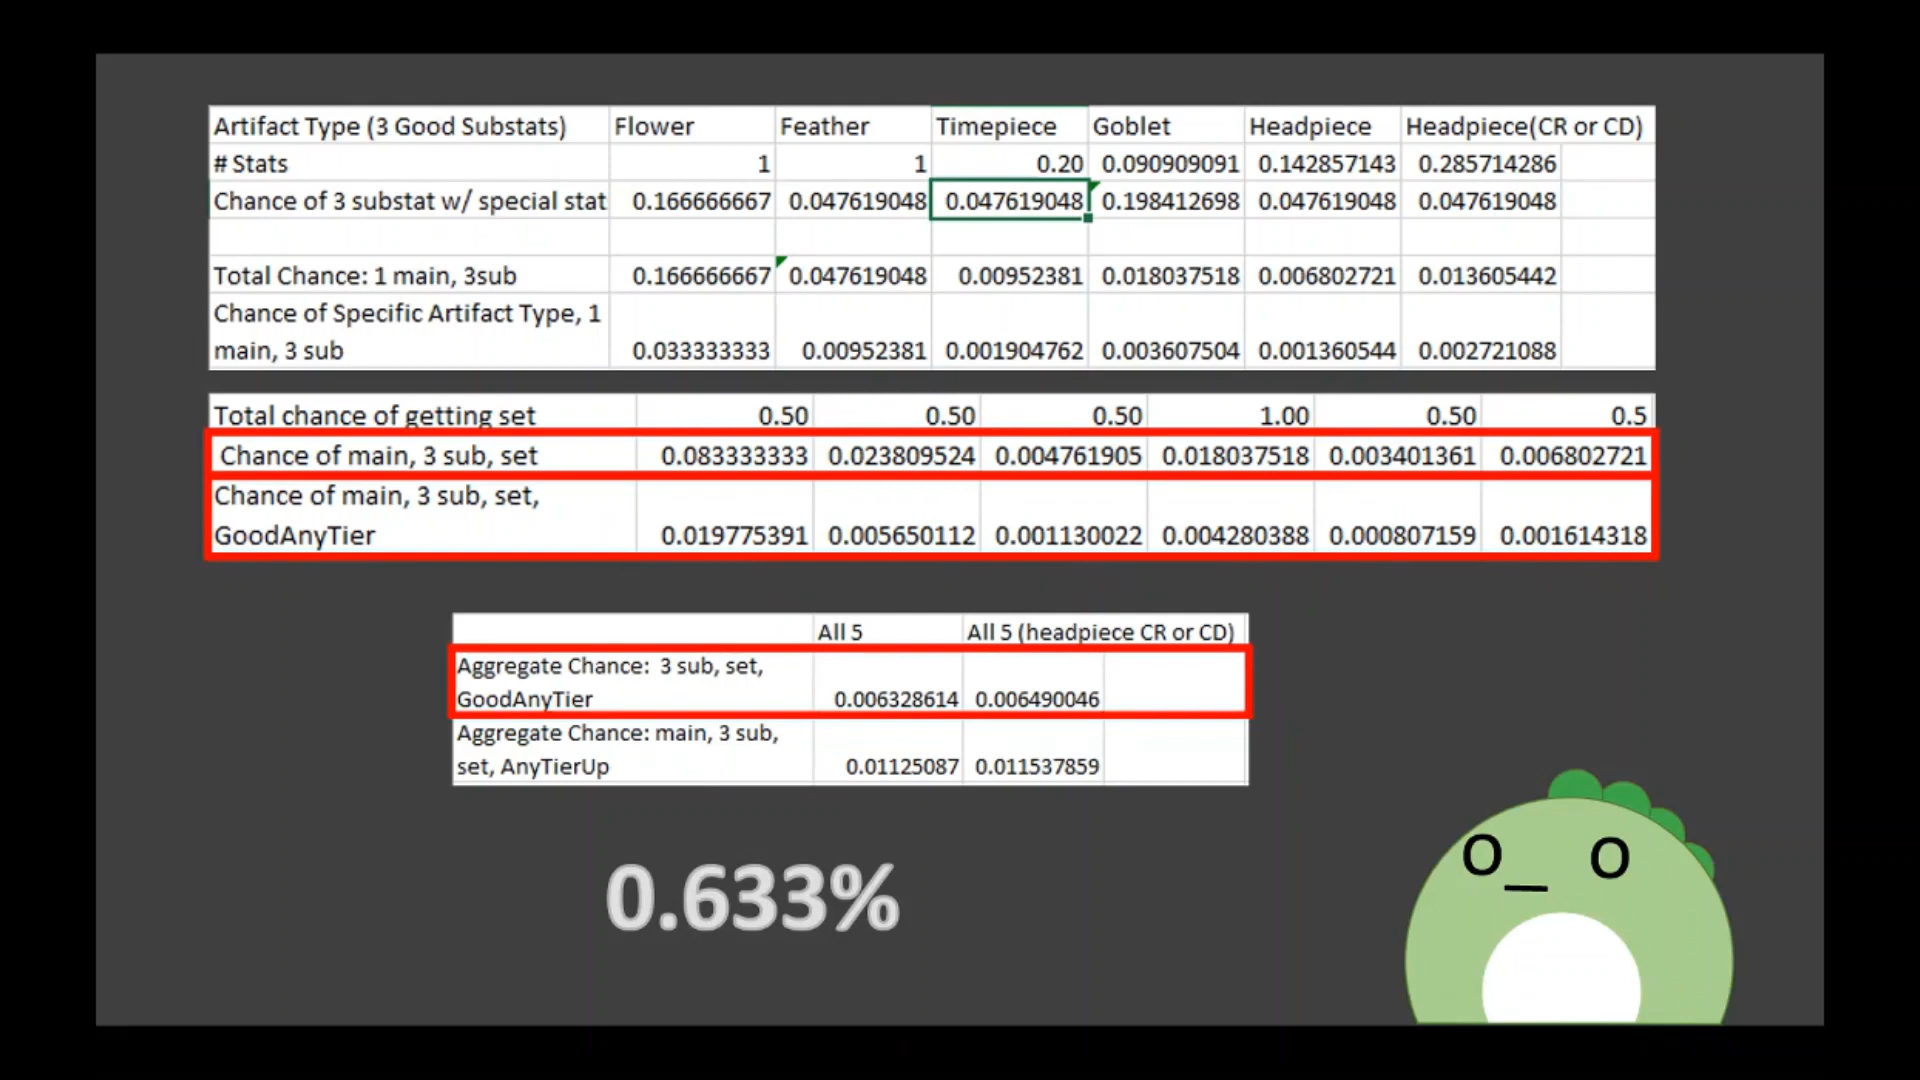 Artifact Type (3 Good Substats) Flower Feather Timepiece Goblet Headpiece Headpiece(CR or CD)
# Stats 1 1 0.20 0.090909091 0.142857143 0.285714286
Chance of 3 substat w/ special stat 0.166666667 0.047619048 0.047619048 0.198412698 0.047619048 0.047619048
Total Chance: 1 main, 3sub 0.166666667 0.047619048 0.00952381 0.018037518 0.006802721 0.013605442
Chance of Specific Artifact Type, 1
main, 3 sub 0.033333333 0.00952381 0.001904762 0.003607504 0.001360544 0.002721088
Total chance of getting set 0.50 0.50 0.50 1.00 0.50 0.5
Chance of main, 3 sub, set 0.083333333 0.023809524 0.004761905 0.018037518 0.003401361 0.006802721
Chance of main, 3 sub, set,
GoodAnyTier 0.019775391 0.005650112 0.001130022 0.004280388 0.000807159 0.001614318
All 5 All 5 (headpiece CR or CD)
Aggregate Chance: 3 sub, set,
GoodAnyTier 0.006328614 0.006490046
Aggregate Chance: main, 3 sub,
set, AnyTierUp 0.01125087 0.011537859
0.633%